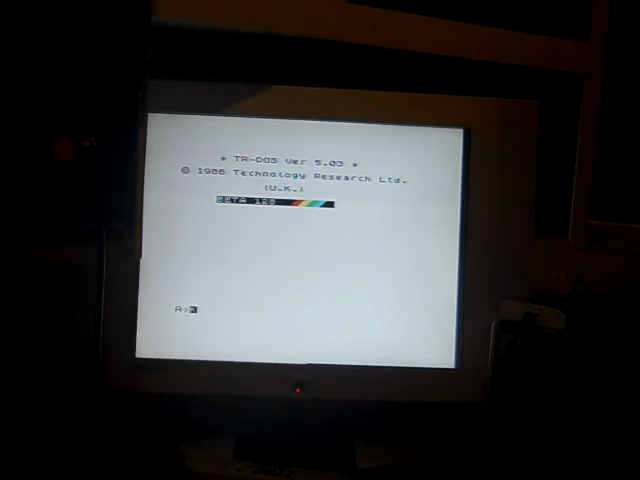 * TR-DOS Ver 5.03 *
© 1986 Technology Research Ltd.
(U.K.)
BETA 128
A>K